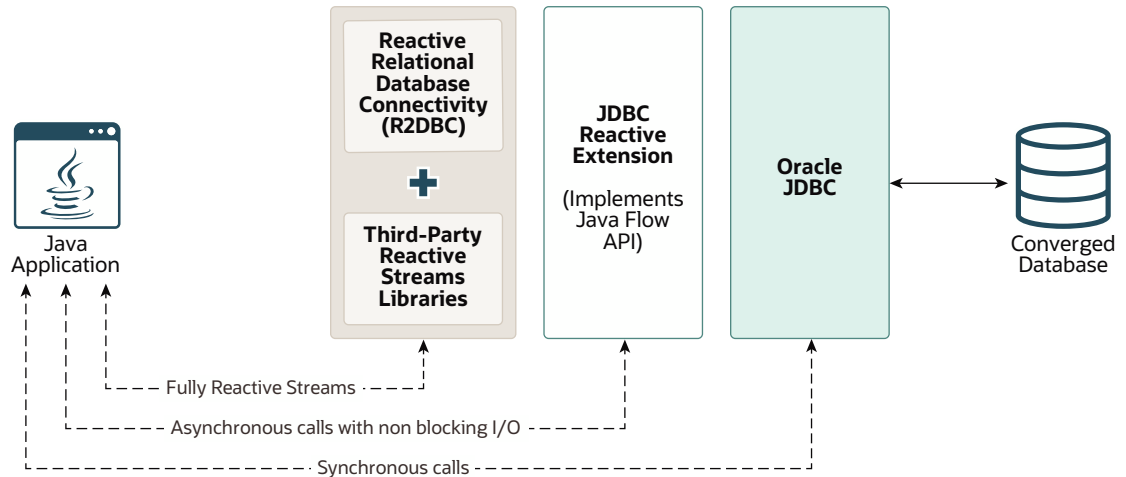 Reactive
Relational
Database
Connectivity
(R2DBC)
Third-Party
Reactive
Streams
Libraries
JDBC
Reactive
Extension
(Implements
Java Flow
API)
Oracle
JDBC
Java
Application
Converged
Database
Fully Reactive Streams
Asynchronous calls with non blocking I/O
Synchronous calls